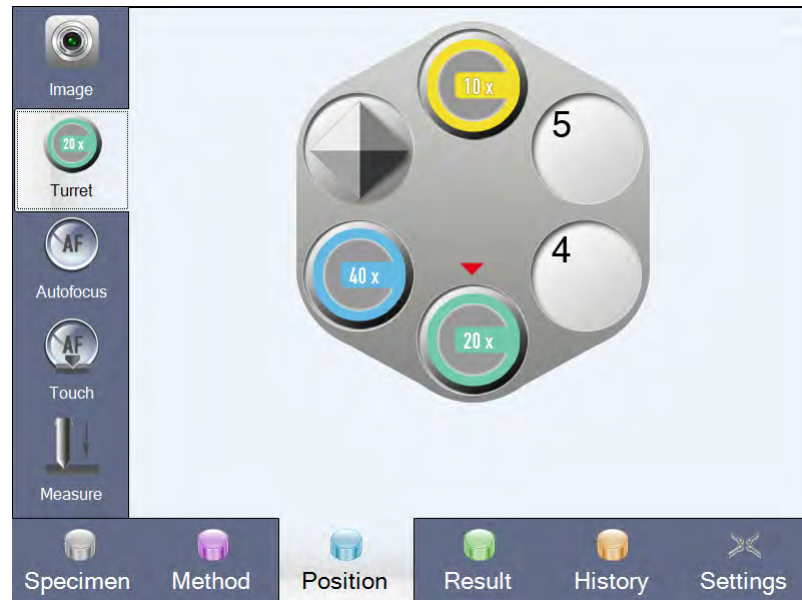 Image
20 x
Turret
AF
Autofocus
AF
Touch
Measure
10 x
5
40 x
4
20 x
Specimen
Method
Position
Result
History
Settings